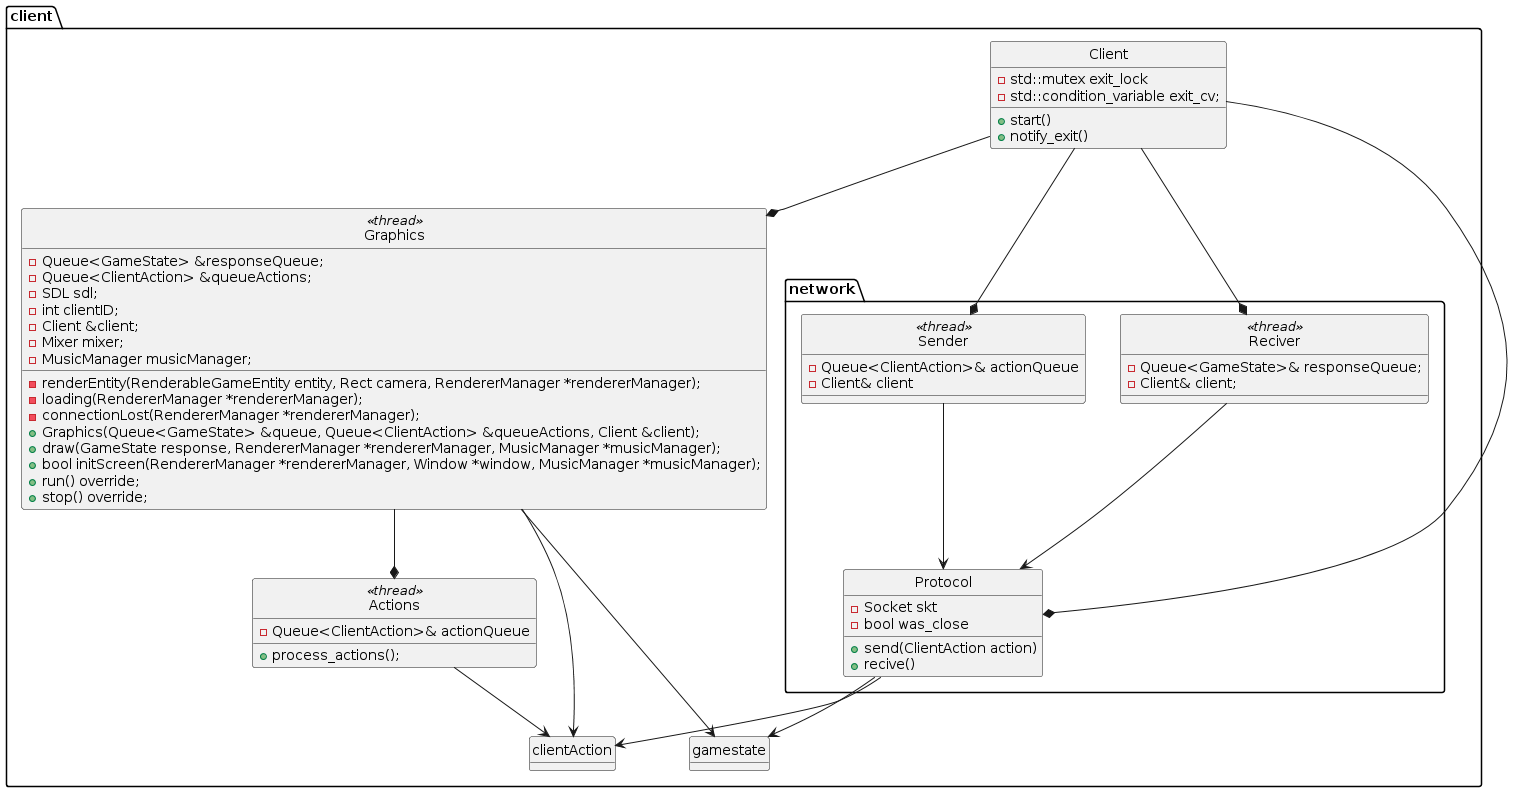 client
Client
std::mutex exit_lock
std::condition_variable exit_cv;
start()
notify_exit()
«thread»
Graphics
Queue<GameState> &responseQueue;
Queue<ClientAction> &queueActions;
SDL sdl;
int clientID;
Client &client;
Mixer mixer;
MusicManager musicManager;
renderEntity(RenderableGameEntity entity, Rect camera, RendererManager *rendererManager);
loading(RendererManager *rendererManager);
connectionLost(RendererManager *rendererManager);
Graphics(Queue<GameState> &queue, Queue<ClientAction> &queueActions, Client &client);
draw(GameState response, RendererManager *rendererManager, MusicManager *musicManager);
bool initScreen(RendererManager *rendererManager, Window *window, MusicManager *musicManager);
run() override;
stop() override;
network
«thread»
Sender
Queue<ClientAction>& actionQueue
Client& client
«thread»
Reciver
Queue<GameState>& responseQueue;
Client& client;
«thread»
Actions
Queue<ClientAction>& actionQueue
process_actions();
Protocol
Socket skt
bool was_close
send(ClientAction action)
recive()
clientAction
gamestate